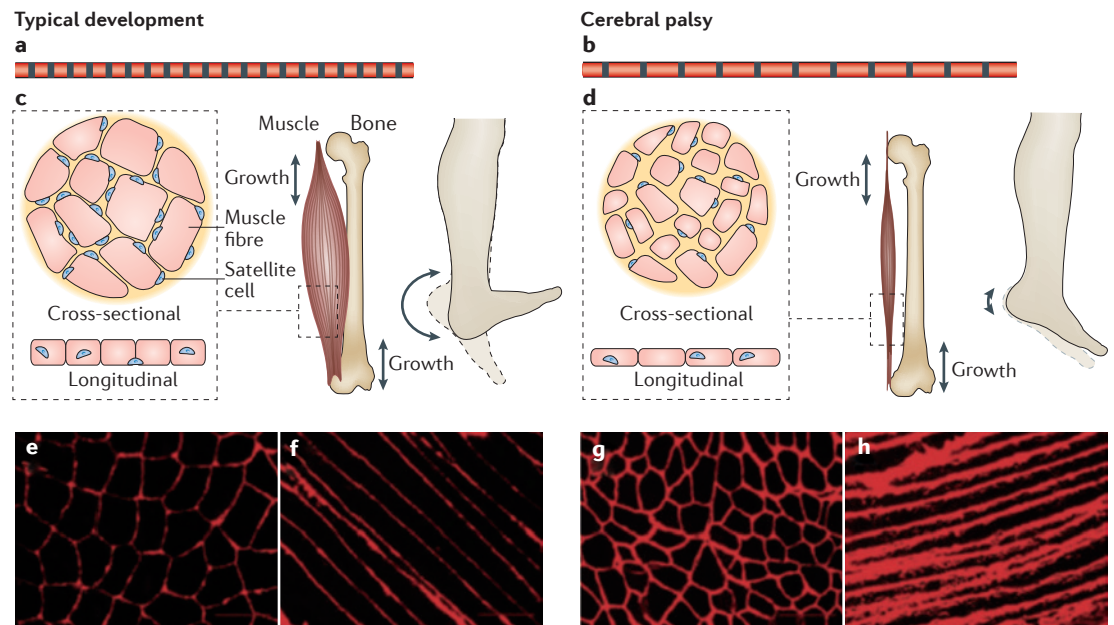 Typical development
Cerebral palsy
a
b
c
d
Muscle
Bone
Growth
Muscle
fibre
Satellite
cell
Cross-sectional
Longitudinal
Growth
Growth
Cross-sectional
Longitudinal
Growth
e
f
g
h